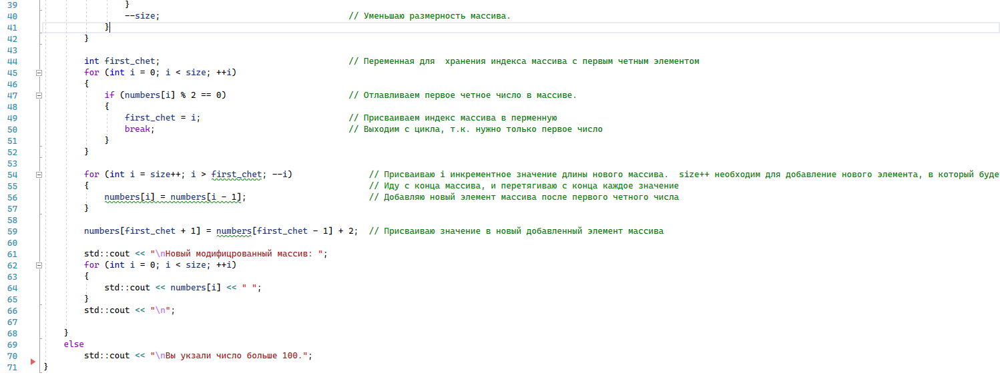 39                     }
40                     --size;                                     // Уменьшаю размерность массива.
41                 }
42             }
43
44             int first_chet;                                     // Переменная для  хранения индекса массива с первым четным элементом
45             for (int i = 0; i < size; ++i)
46             {
47                 if (numbers[i] % 2 == 0)                        // Отлавливаем первое четное число в массиве.
48                 {
49                     first_chet = i;                             // Присваиваем индекс массива в перменную
50                     break;                                      // Выходим с цикла, т.к. нужно только первое число
51                 }
52             }
53
54             for (int i = size++; i > first_chet; --i)               // Присваиваю i инкрементное значение длины нового массива.  size++ необходим для добавление нового элемента, в который буде
55             {                                                       // Иду с конца массива, и перетягиваю с конца каждое значение
56                 numbers[i] = numbers[i - 1];                        // Добавляю новый элемент массива после первого четного числа
57             }
58
59             numbers[first_chet + 1] = numbers[first_chet - 1] + 2;  // Присваиваю значение в новый добавленный элемент массива
60
61             std::cout << "\nНовый модифицрованный массив: ";
62             for (int i = 0; i < size; ++i)
63             {
64                 std::cout << numbers[i] << " ";
65             }
66             std::cout << "\n";
67
68         }
69         else
70             std::cout << "\nВы укзали число больше 100.";
71     }